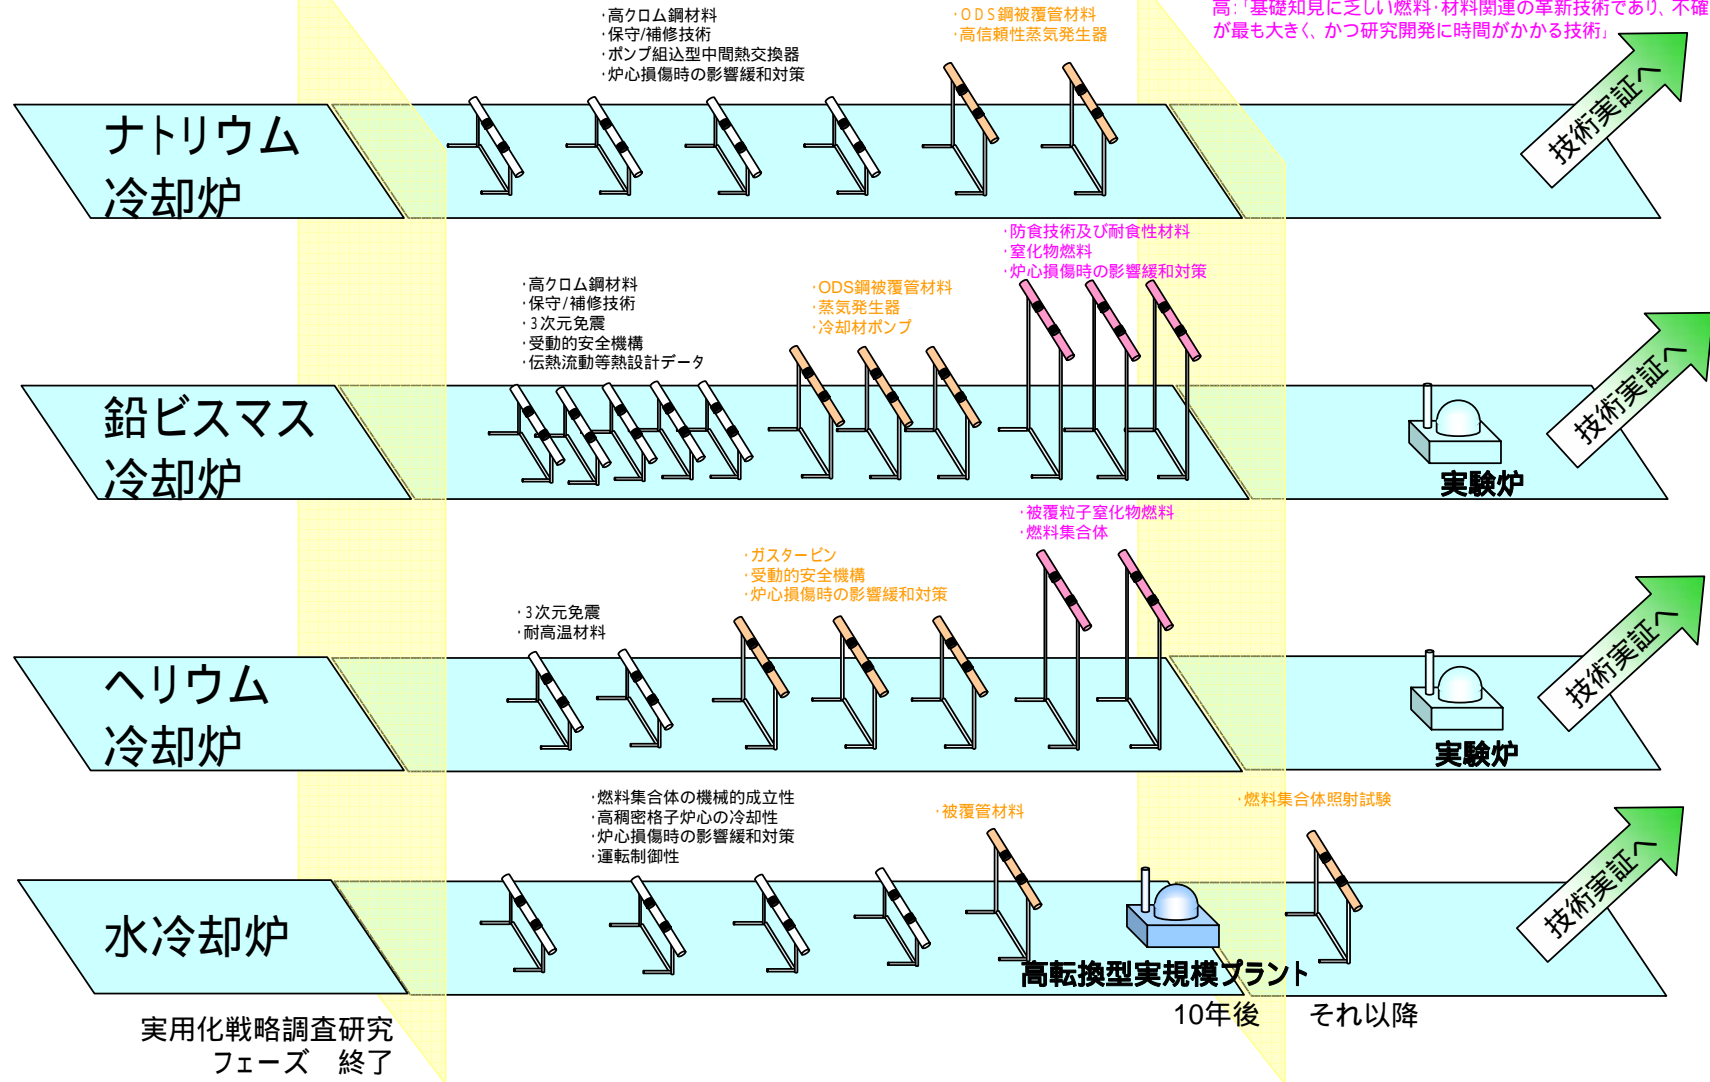 ・高クロム鋼材料
・保守/補修技術
・ポンプ組込型中間熱交換器
・炉心損傷時の影響緩和対策
・ODS鋼被覆管材料
・高信頼性蒸気発生器
高:「基礎知見に乏しい燃料・材料関連の革新技術であり、不確
が最も大きく、かつ研究開発に時間がかかる技術」
ナトリウム
冷却炉
技術実証へ
・高クロム鋼材料
・保守/補修技術
・3次元免震
・受動的安全機構
・伝熱流動等熱設計データ
・ODS鋼被覆管材料
・蒸気発生器
・冷却材ポンプ
・防食技術及び耐食性材料
・窒化物燃料
・炉心損傷時の影響緩和対策
鉛ビスマス
冷却炉
実験炉
技術実証へ
・3次元免震
・耐高温材料
・ガスタービン
・受動的安全機構
・炉心損傷時の影響緩和対策
・被覆粒子窒化物燃料
・燃料集合体
ヘリウム
冷却炉
実験炉
技術実証へ
・燃料集合体の機械的成立性
・高稠密格子炉心の冷却性
・炉心損傷時の影響緩和対策
・運転制御性
・被覆管材料
・燃料集合体照射試験
水冷却炉
高転換型実規模プラント
技術実証へ
実用化戦略調査研究
フェーズ 終了
10年後
それ以降